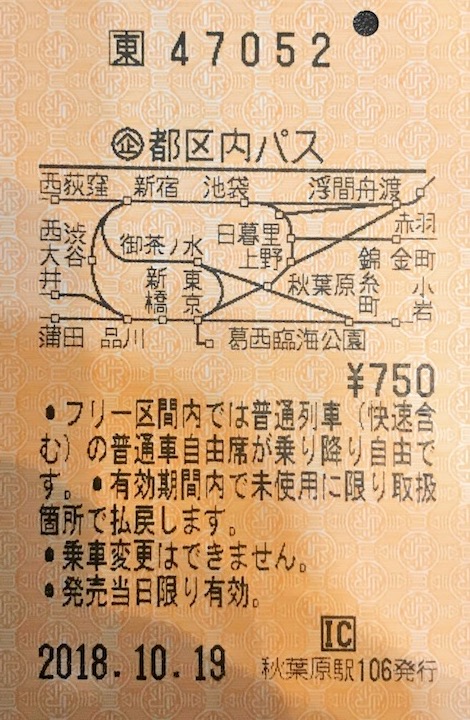 東 47052
企 都区内パス
西荻窪 新宿 池袋 浮間舟渡
赤羽
西大井 渋谷 御茶ノ水 日暮里 上野 錦糸町 金町
新橋 東京 秋葉原 小岩
蒲田 品川 葛西臨海公園
¥750
●フリー区間内では普通列車（快速含
む）の普通車自由席が乗り降り自由で
す。●有効期間内で未使用に限り取扱
箇所で払戻します。
●乗車変更はできません。
●発売当日限り有効。
IC
2018.10.19 秋葉原駅106発行